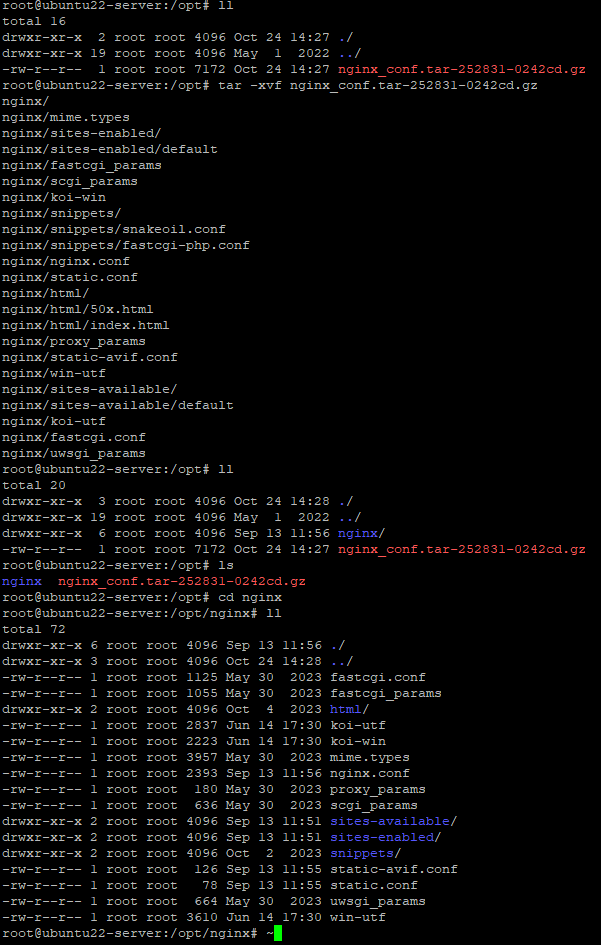 root@ubuntu22-server:/opt# ll
total 16
drwxr-xr-x  2 root root 4096 Oct 24 14:27 ./
drwxr-xr-x 19 root root 4096 May  1  2022 ../
-rw-r--r--  1 root root 7172 Oct 24 14:27 nginx_conf.tar-252831-0242cd.gz
root@ubuntu22-server:/opt# tar -xvf nginx_conf.tar-252831-0242cd.gz
nginx/
nginx/mime.types
nginx/sites-enabled/
nginx/sites-enabled/default
nginx/fastcgi_params
nginx/scgi_params
nginx/koi-win
nginx/snippets/
nginx/snippets/snakeoil.conf
nginx/snippets/fastcgi-php.conf
nginx/nginx.conf
nginx/static.conf
nginx/html/
nginx/html/50x.html
nginx/html/index.html
nginx/proxy_params
nginx/static-avif.conf
nginx/win-utf
nginx/sites-available/
nginx/sites-available/default
nginx/koi-utf
nginx/fastcgi.conf
nginx/uwsgi_params
root@ubuntu22-server:/opt# ll
total 20
drwxr-xr-x  3 root root 4096 Oct 24 14:28 ./
drwxr-xr-x 19 root root 4096 May  1  2022 ../
drwxr-xr-x  6 root root 4096 Sep 13 11:56 nginx/
-rw-r--r--  1 root root 7172 Oct 24 14:27 nginx_conf.tar-252831-0242cd.gz
root@ubuntu22-server:/opt# ls
nginx  nginx_conf.tar-252831-0242cd.gz
root@ubuntu22-server:/opt# cd nginx
root@ubuntu22-server:/opt/nginx# ll
total 72
drwxr-xr-x 6 root root 4096 Sep 13 11:56 ./
drwxr-xr-x 3 root root 4096 Oct 24 14:28 ../
-rw-r--r-- 1 root root 1125 May 30  2023 fastcgi.conf
-rw-r--r-- 1 root root 1055 May 30  2023 fastcgi_params
drwxr-xr-x 2 root root 4096 Oct  4  2023 html/
-rw-r--r-- 1 root root 2837 Jun 14 17:30 koi-utf
-rw-r--r-- 1 root root 2223 Jun 14 17:30 koi-win
-rw-r--r-- 1 root root 3957 May 30  2023 mime.types
-rw-r--r-- 1 root root 2393 Sep 13 11:56 nginx.conf
-rw-r--r-- 1 root root  180 May 30  2023 proxy_params
-rw-r--r-- 1 root root  636 May 30  2023 scgi_params
drwxr-xr-x 2 root root 4096 Sep 13 11:51 sites-available/
drwxr-xr-x 2 root root 4096 Sep 13 11:51 sites-enabled/
drwxr-xr-x 2 root root 4096 Oct  2  2023 snippets/
-rw-r--r-- 1 root root  126 Sep 13 11:55 static-avif.conf
-rw-r--r-- 1 root root   78 Sep 13 11:55 static.conf
-rw-r--r-- 1 root root  664 May 30  2023 uwsgi_params
-rw-r--r-- 1 root root 3610 Jun 14 17:30 win-utf
root@ubuntu22-server:/opt/nginx# ~